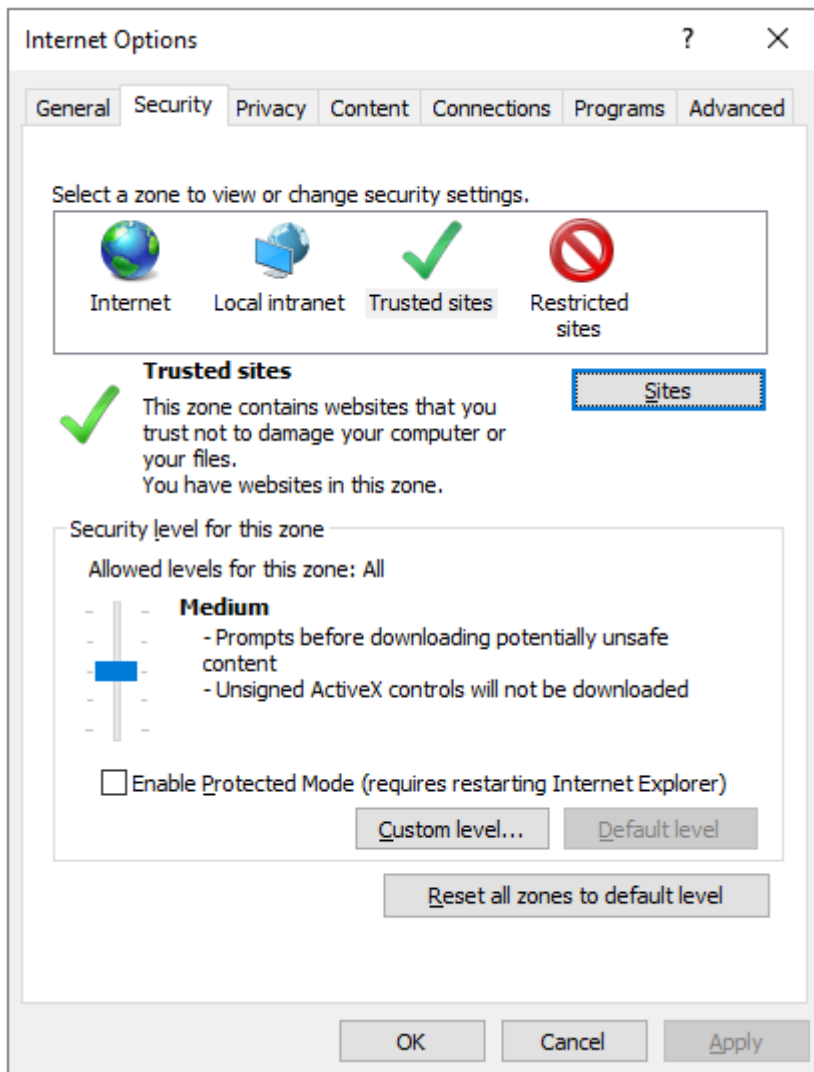 Internet Options ?
General Security Privacy Content Connections Programs Advanced
Select a zone to view or change security settings.
Internet Local intranet Trusted sites Restricted
sites
Trusted sites
Sites
This zone contains websites that you
trust not to damage your computer or
your files.
You have websites in this zone.
Security level for this zone
Allowed levels for this zone: All
Medium
- Prompts before downloading potentially unsafe
content
- Unsigned ActiveX controls will not be downloaded
Enable Protected Mode (requires restarting Internet Explorer)
Custom level... Default level
Reset all zones to default level
OK Cancel Apply